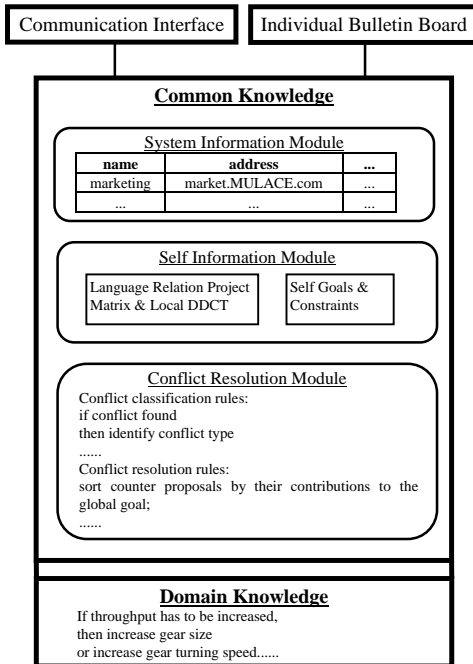 Communication Interface
Individual Bulletin Board
Common Knowledge
System Information Module
name address ...
marketing market.MULACE.com ...
... ... ...
Self Information Module
Language Relation Project
Matrix & Local DDCT
Self Goals &
Constraints
Conflict Resolution Module
Conflict classification rules:
if conflict found
then identify conflict type
......
Conflict resolution rules:
sort counter proposals by their contributions to the
global goal;
......
Domain Knowledge
If throughput has to be increased,
then increase gear size
or increase gear turning speed......